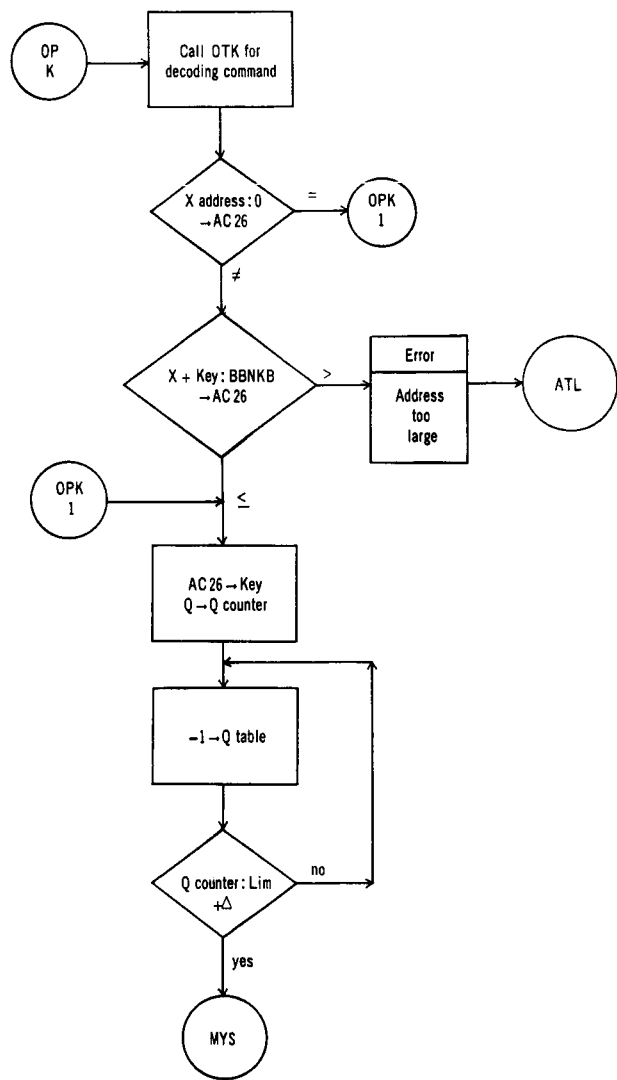 OP
K
Call OTK for
decoding command
X address : 0
→ AC 26
=
OPK
1
≠
X + Key : BBNKB
→ AC 26
>
Error
Address
too
large
ATL
OPK
1
≤
AC 26 → Key
Q → Q counter
−1 → Q table
Q counter : Lim
+Δ
no
yes
MYS